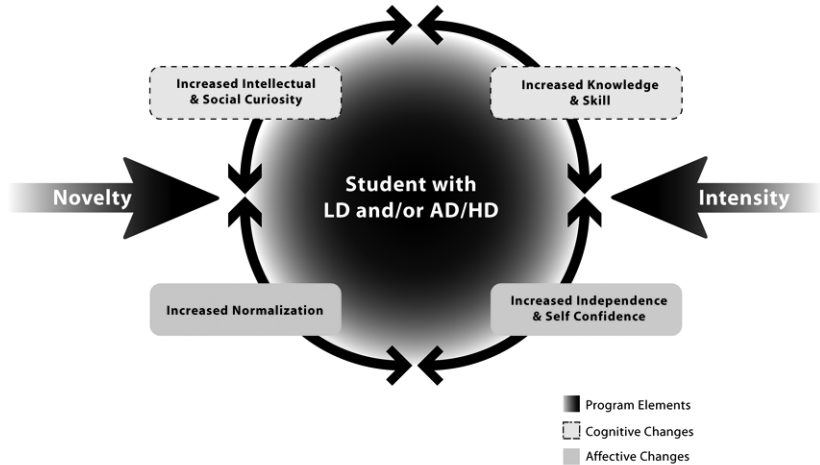 Increased Intellectual
& Social Curiosity
Increased Knowledge
& Skill
Novelty
Student with
LD and/or AD/HD
Intensity
Increased Normalization
Increased Independence
& Self Confidence
Program Elements
Cognitive Changes
Affective Changes